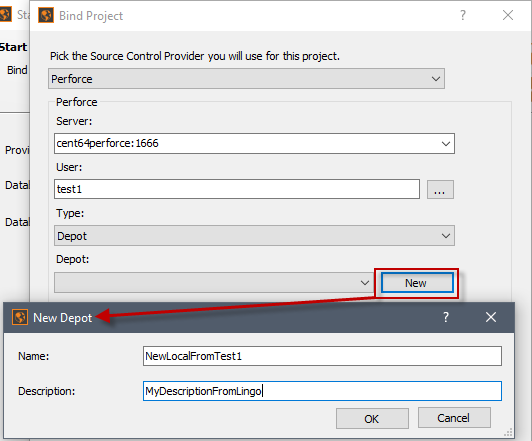 Sta
Bind Project
Start
Bind
Pick the Source Control Provider you will use for this project.
Perforce
Perforce
Server:
cent64perforce:1666
User:
Provi
test1
...
Datal
Type:
Datal
Depot
Depot:
New
New Depot
?
Name:
NewLocalFromTest1
Description:
MyDescriptionFromLingo
OK
Cancel